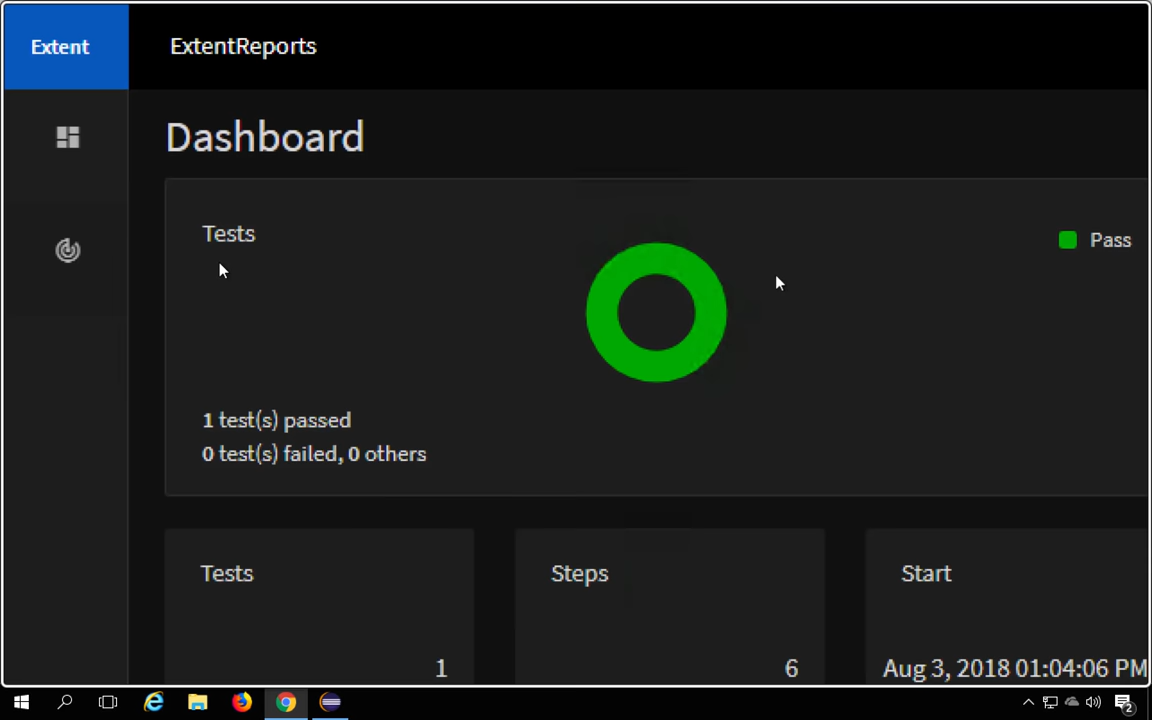 Extent
ExtentReports
Dashboard
Tests
Pass
1 test(s) passed
0 test(s) failed, 0 others
Tests
Steps
Start
1
6
Aug 3, 2018 01:04:06 PM
2